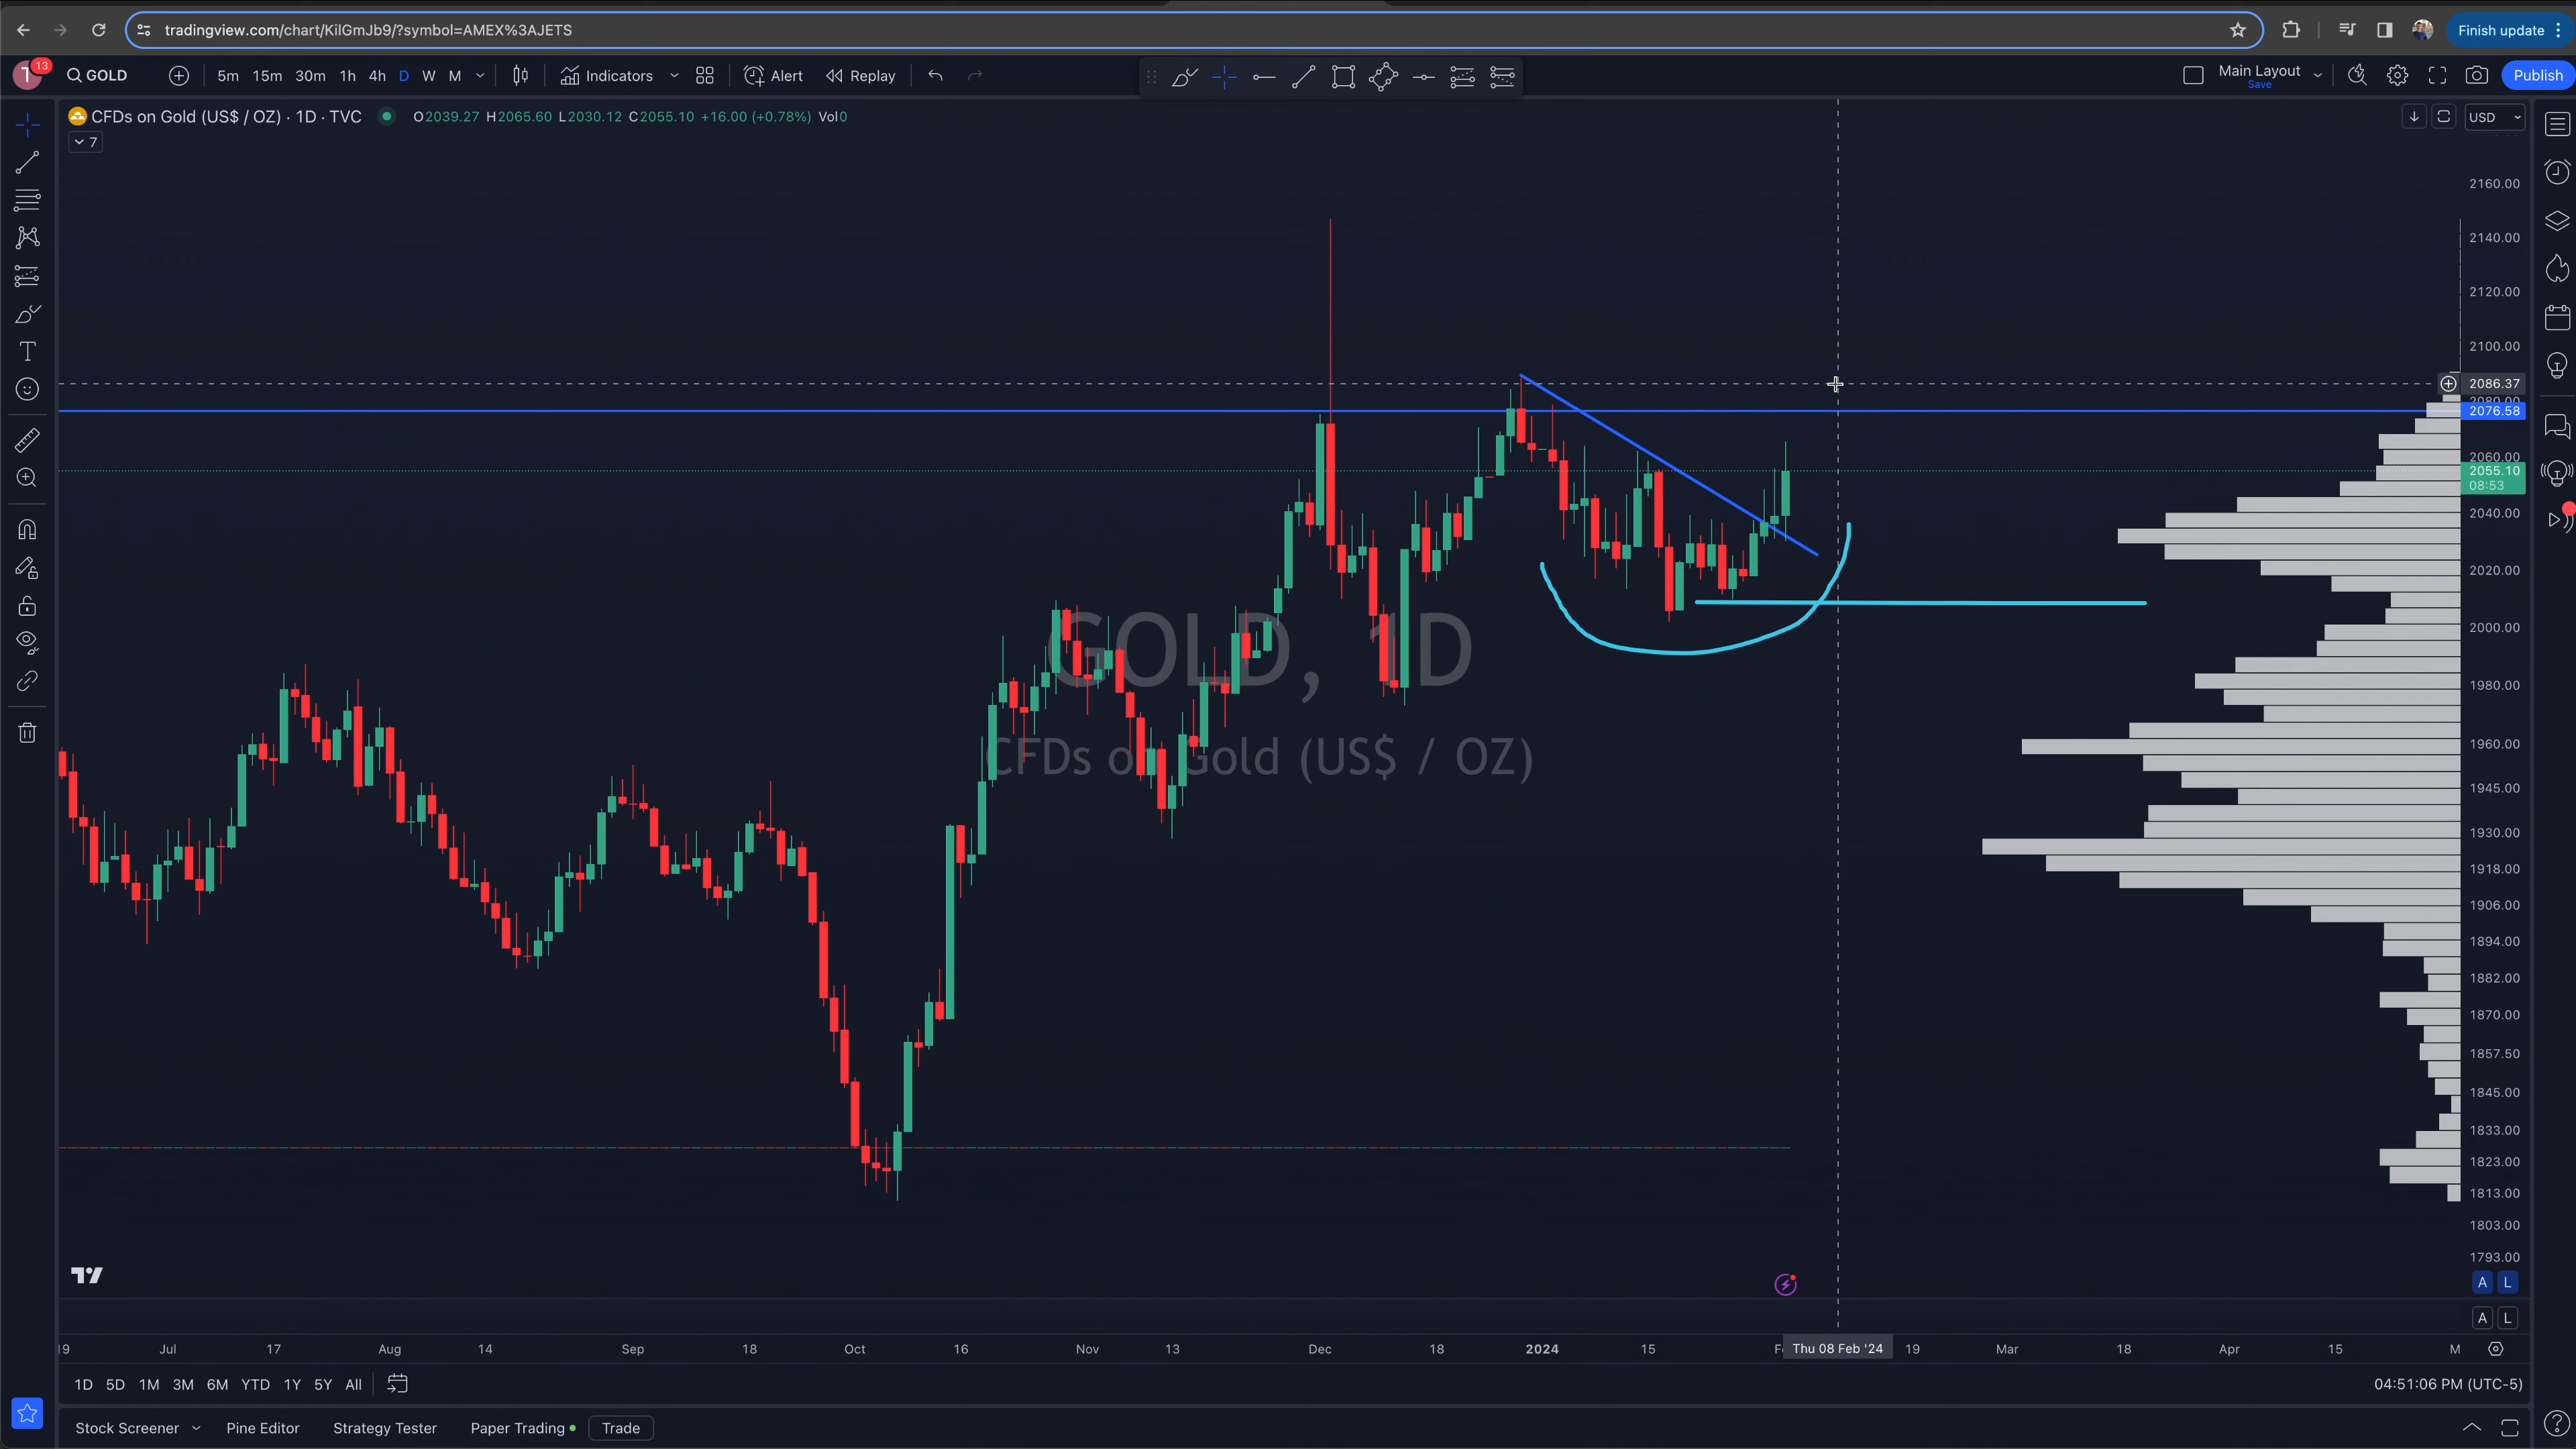 tradingview.com/chart/KilGmJb9/?symbol=AMEX%3AJETS
Finish update
13
GOLD
5m 15m 30m 1h 4h D W M
Indicators
Alert
Replay
Main Layout
Save
Publish
CFDs on Gold (US$ / OZ) · 1D · TVC
O2039.27 H2065.60 L2030.12 C2055.10 +16.00 (+0.78%) Vol0
USD
7
2160.00
2140.00
2120.00
2100.00
2086.37
2080.00
2076.58
2060.00
2055.10
08:53
2040.00
2020.00
2000.00
1980.00
1960.00
1945.00
1930.00
1918.00
1906.00
1894.00
1882.00
1870.00
1857.50
1845.00
1833.00
1823.00
1813.00
1803.00
1793.00
GOLD, 1D
CFDs on Gold (US$ / OZ)
A L
A L
19 Jul 17 Aug 14 Sep 18 Oct 16 Nov 13 Dec 18 2024 15 Thu 08 Feb '24 19 Mar 18 Apr 15 M
1D 5D 1M 3M 6M YTD 1Y 5Y All
04:51:06 PM (UTC-5)
Stock Screener Pine Editor Strategy Tester Paper Trading Trade